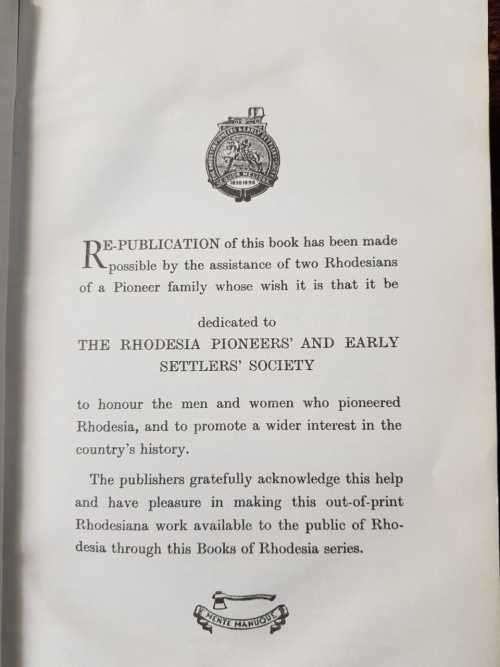 1890-1896
RE-PUBLICATION of this book has been made
possible by the assistance of two Rhodesians
of a Pioneer family whose wish it is that it be
dedicated to
THE RHODESIA PIONEERS' AND EARLY
SETTLERS' SOCIETY
to honour the men and women who pioneered
Rhodesia, and to promote a wider interest in the
country's history.
The publishers gratefully acknowledge this help
and have pleasure in making this out-of-print
Rhodesiana work available to the public of Rho-
desia through this Books of Rhodesia series.
MENTE MANUQUE